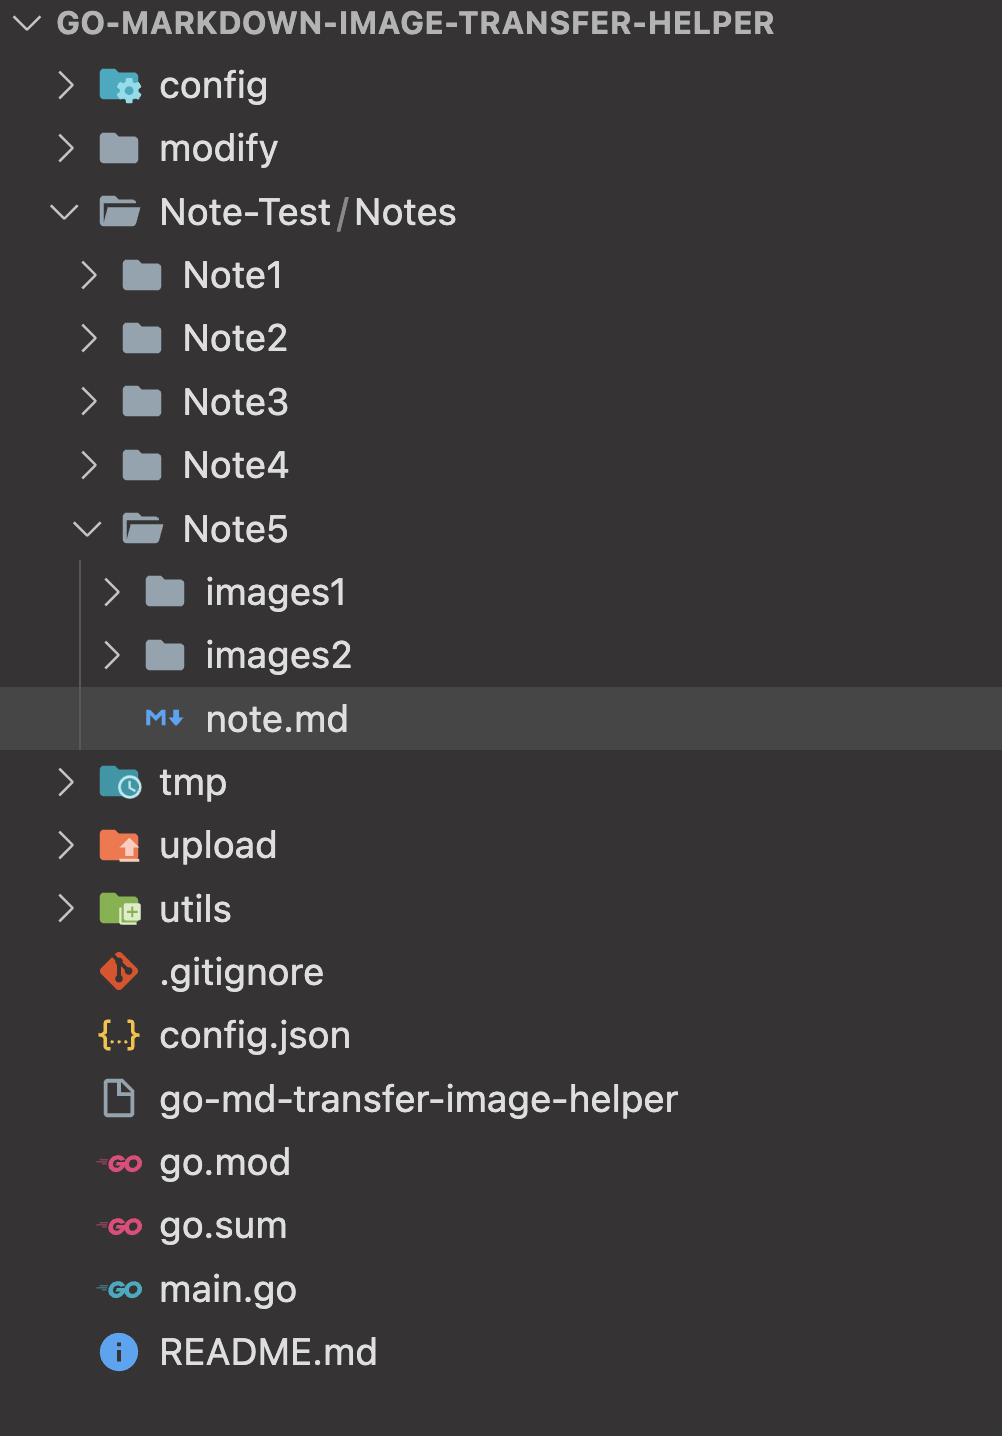 GO-MARKDOWN-IMAGE-TRANSFER-HELPER
config
modify
Note-Test/Notes
Note1
Note2
Note3
Note4
Note5
images1
images2
note.md
tmp
upload
utils
.gitignore
config.json
go-md-transfer-image-helper
go.mod
go.sum
main.go
README.md